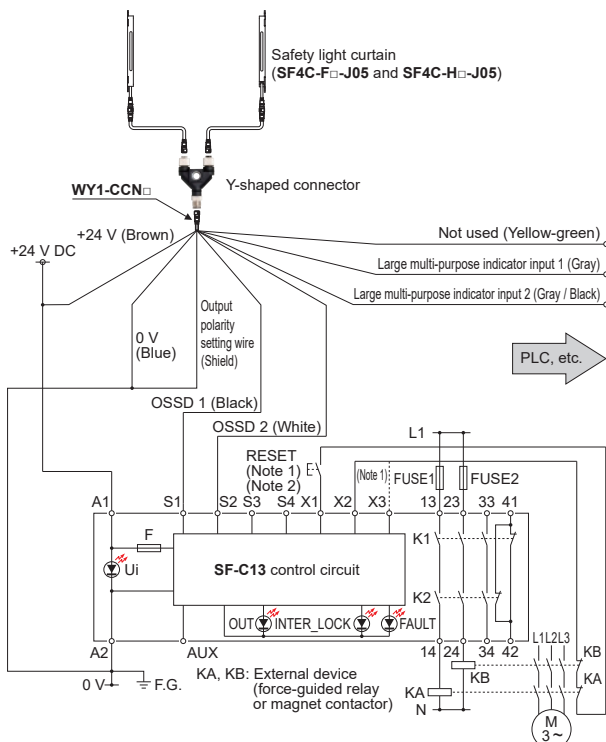 Safety light curtain
(SF4C-F□-J05 and SF4C-H□-J05)
Y-shaped connector
WY1-CCN□
+24 V (Brown)
+24 V DC
Not used (Yellow-green)
Large multi-purpose indicator input 1 (Gray)
Large multi-purpose indicator input 2 (Gray / Black)
0 V
(Blue)
Output
polarity
setting wire
(Shield)
PLC, etc.
OSSD 1 (Black)
OSSD 2 (White)
L1
RESET
(Note 1)
(Note 2)
(Note 1)
FUSE1
FUSE2
A1
S1
S2
S3
S4
X1
X2
X3
13
23
33
41
F
Ui
SF-C13 control circuit
K1
K2
OUT
INTER_LOCK
FAULT
A2
AUX
14
24
34
42
L1
L2
L3
KB
KA
0 V
F.G.
KA, KB: External device
(force-guided relay
or magnet contactor)
KA
KB
N
M
3~